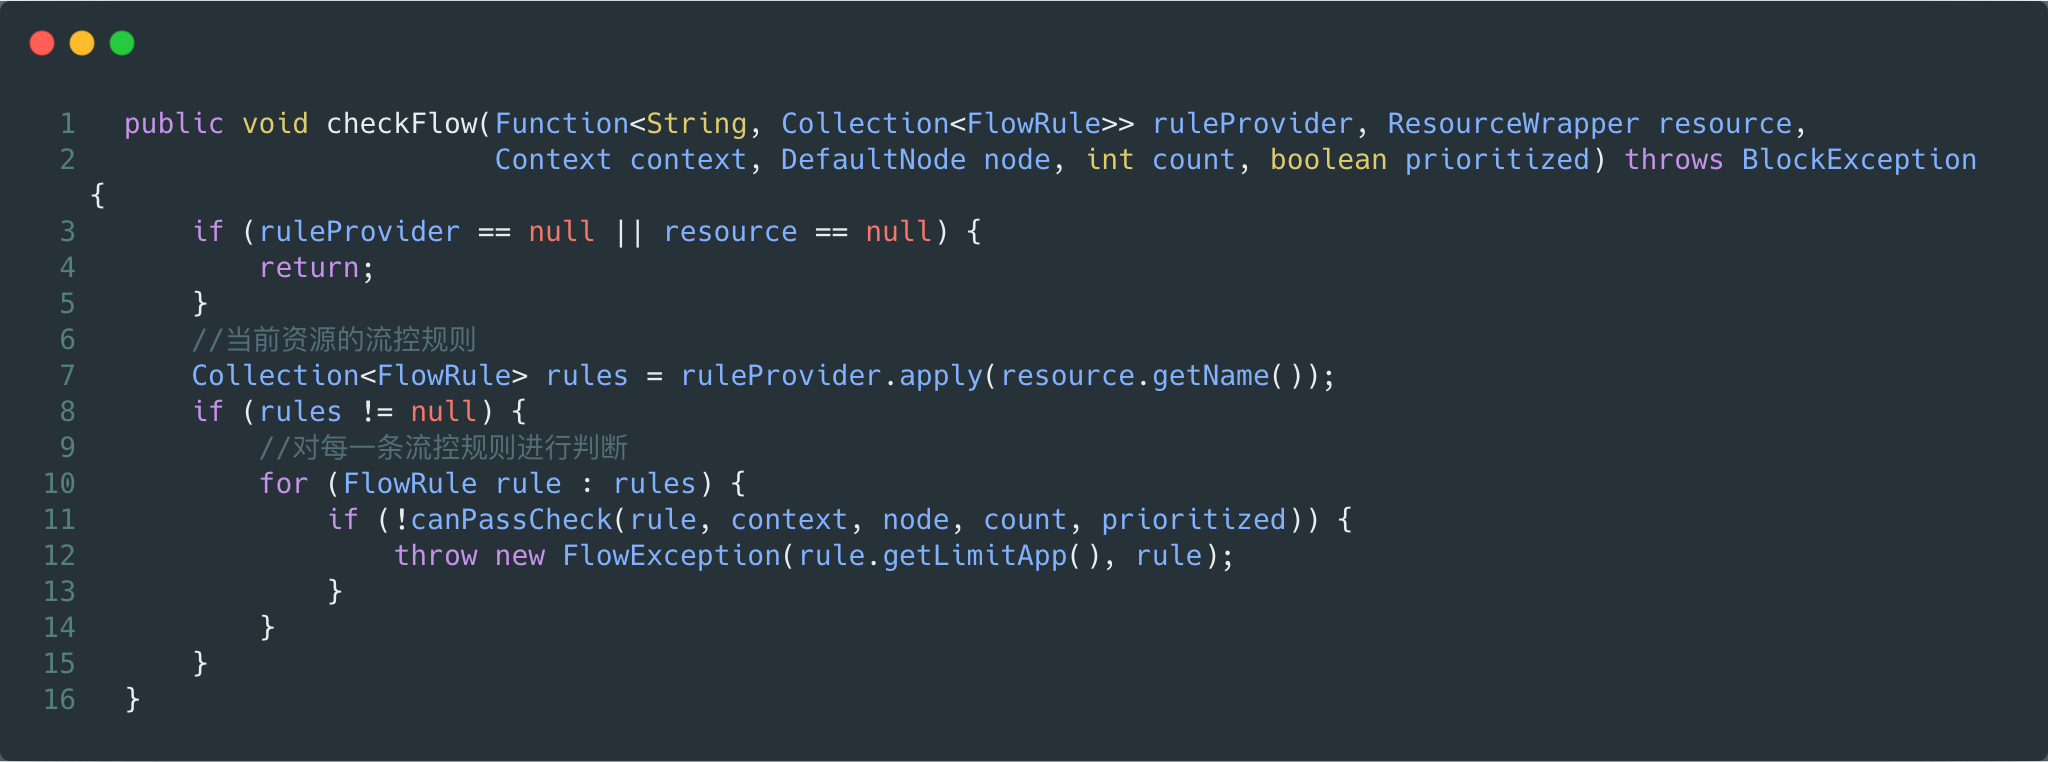 1 public void checkFlow(Function<String, Collection<FlowRule>> ruleProvider, ResourceWrapper resource,
2 Context context, DefaultNode node, int count, boolean prioritized) throws BlockException
{
3 if (ruleProvider == null || resource == null) {
4 return;
5 }
6 //当前资源的流控规则
7 Collection<FlowRule> rules = ruleProvider.apply(resource.getName());
8 if (rules != null) {
9 //对每一条流控规则进行判断
10 for (FlowRule rule : rules) {
11 if (!canPassCheck(rule, context, node, count, prioritized)) {
12 throw new FlowException(rule.getLimitApp(), rule);
13 }
14 }
15 }
16 }